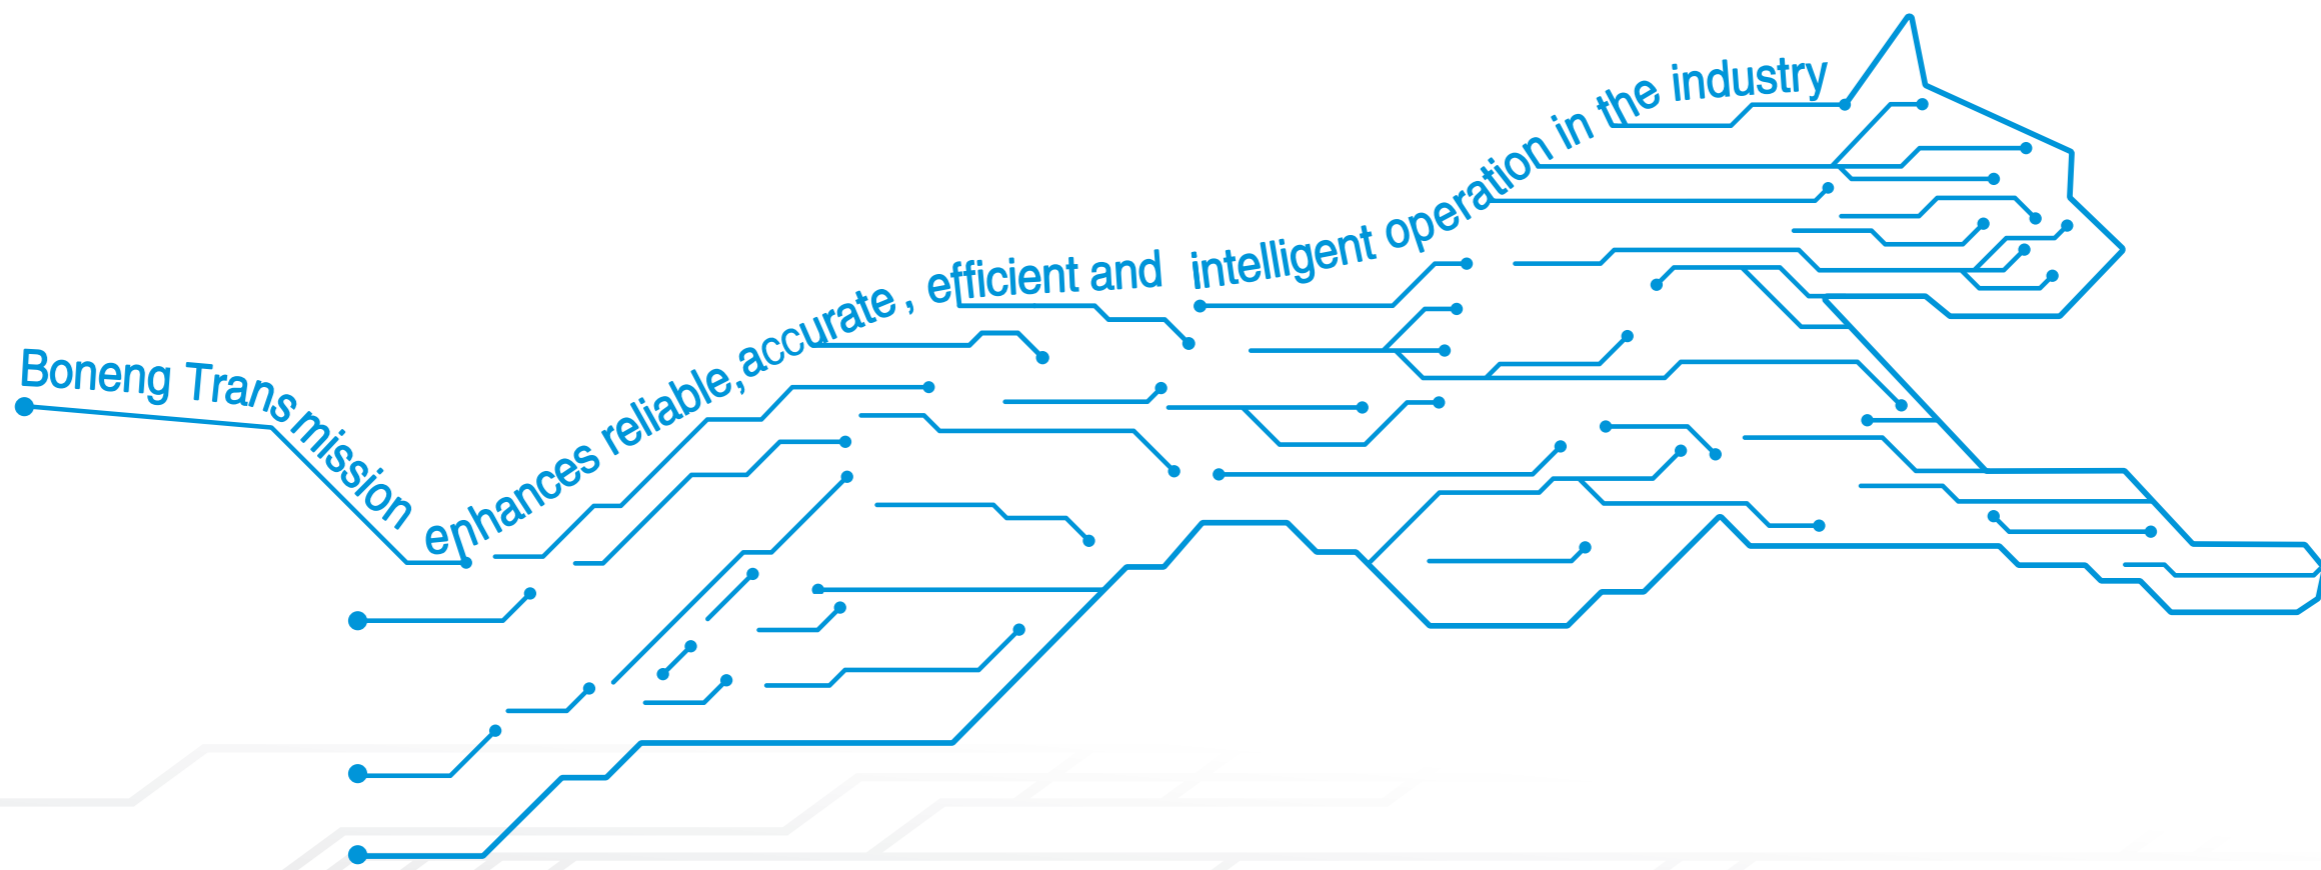 Boneng Transmission enhances reliable, accurate, efficient and intelligent operation in the industry